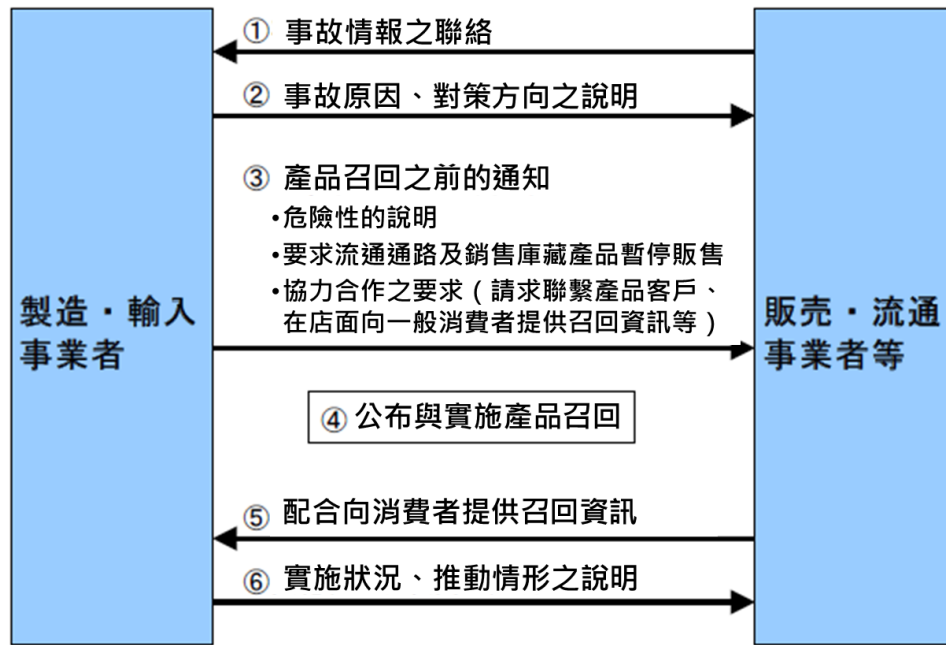 ① 事故情報之聯絡
② 事故原因、對策方向之說明
③ 產品召回之前的通知
•危險性的說明
•要求流通通路及銷售庫藏產品暫停販售
•協力合作之要求（請求聯繫產品客戶、
在店面向一般消費者提供召回資訊等）
製造・輸入
事業者
販売・流通
事業者等
④ 公布與實施產品召回
⑤ 配合向消費者提供召回資訊
⑥ 實施狀況、推動情形之說明